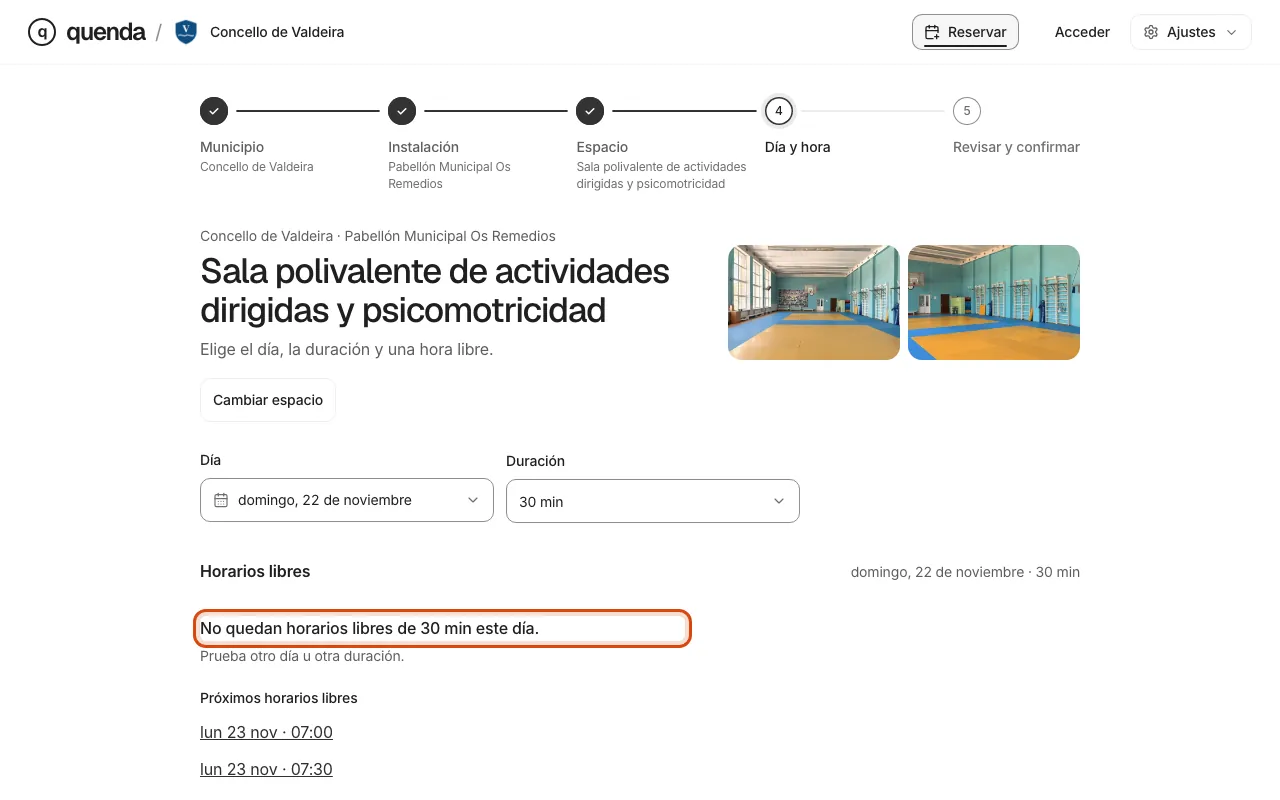 quenda / Concello de Valdeira
Reservar
Acceder
Ajustes
4
5
Municipio
Concello de Valdeira
Instalación
Pabellón Municipal Os
Remedios
Espacio
Sala polivalente de actividades
dirigidas y psicomotricidad
Día y hora
Revisar y confirmar
Concello de Valdeira · Pabellón Municipal Os Remedios
Sala polivalente de actividades
dirigidas y psicomotricidad
Elige el día, la duración y una hora libre.
Cambiar espacio
Día
domingo, 22 de noviembre
Duración
30 min
Horarios libres
domingo, 22 de noviembre · 30 min
No quedan horarios libres de 30 min este día.
Prueba otro día u otra duración.
Próximos horarios libres
lun 23 nov · 07:00
lun 23 nov · 07:30